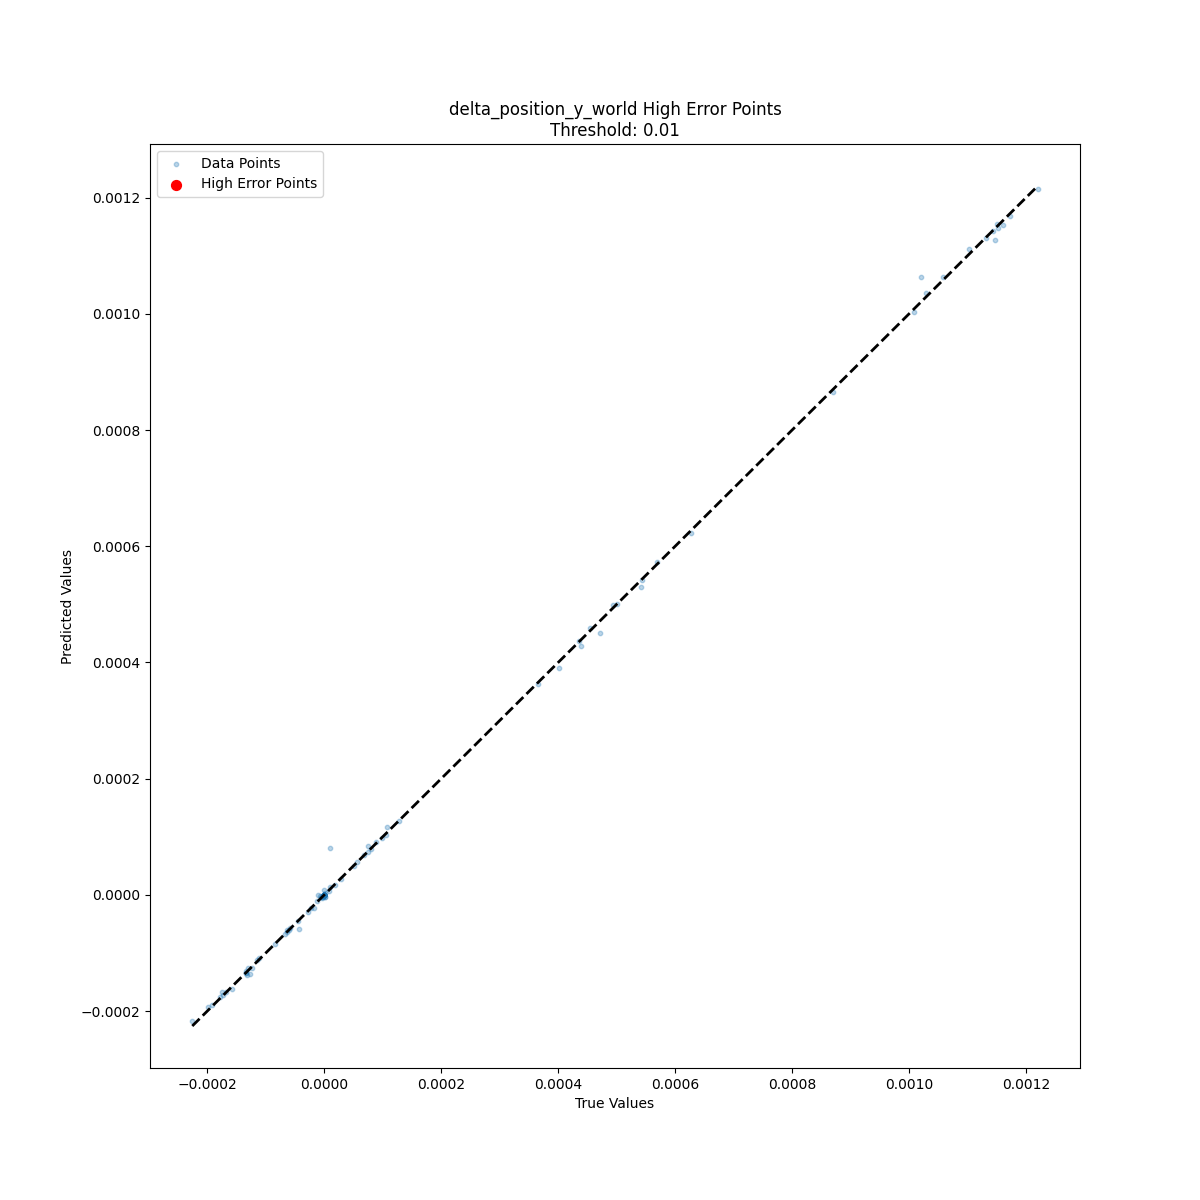 delta_position_y_world High Error Points
Threshold: 0.01
Data Points
High Error Points
0.0012
0.0010
0.0008
0.0006
0.0004
0.0002
0.0000
−0.0002
Predicted Values
−0.0002 0.0000 0.0002 0.0004 0.0006 0.0008 0.0010 0.0012
True Values